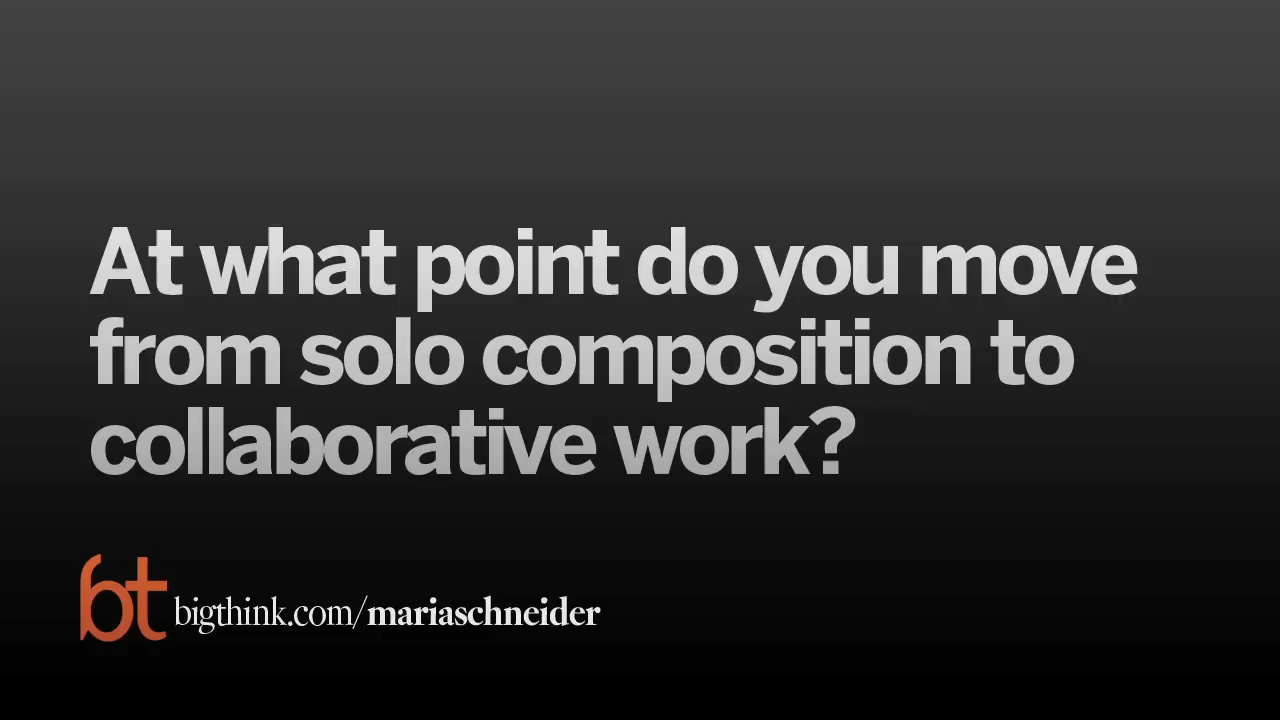 At what point do you move
from solo composition to
collaborative work?
bt bigthink.com/mariaschneider